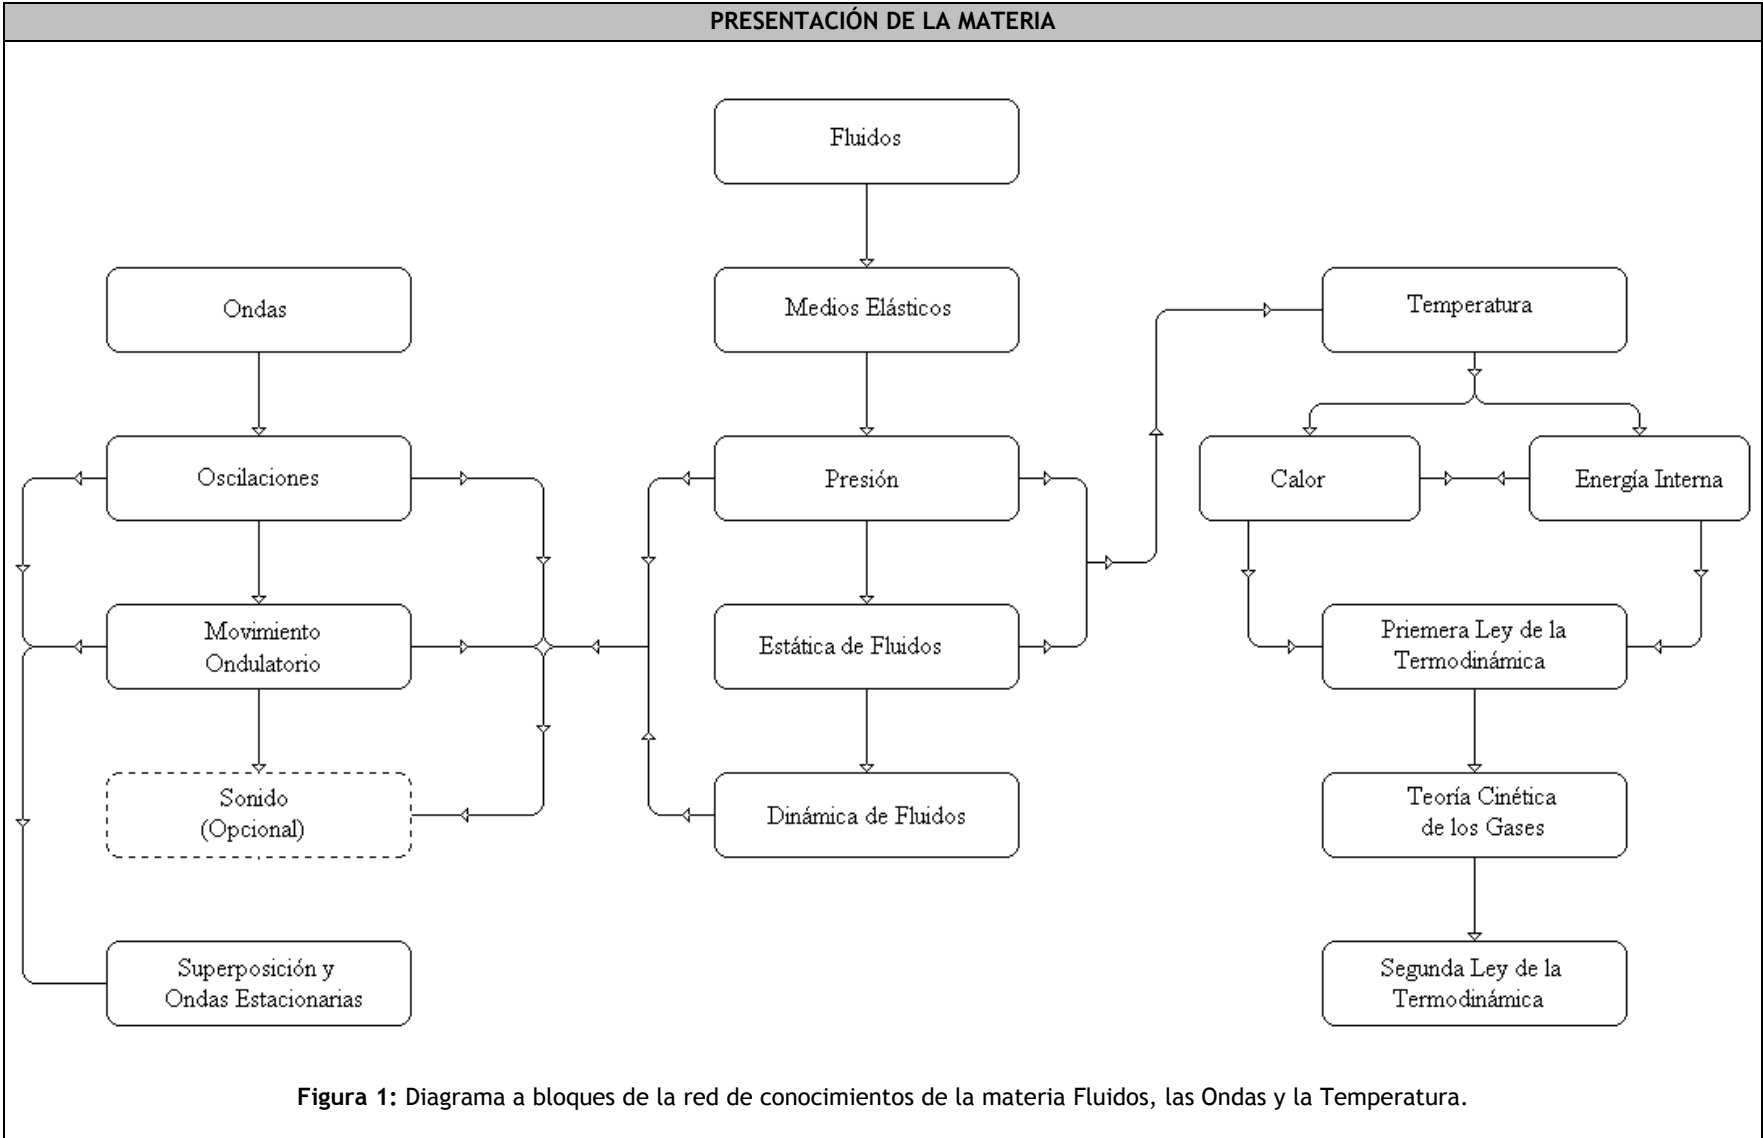 PRESENTACIÓN DE LA MATERIA
Fluidos
Ondas
Medios Elásticos
Temperatura
Oscilaciones
Presión
Calor
Energía Interna
Movimiento
Ondulatorio
Estática de Fluidos
Priemera Ley de la
Termodinámica
Sonido
(Opcional)
Dinámica de Fluidos
Teoría Cinética
de los Gases
Superposición y
Ondas Estacionarias
Segunda Ley de la
Termodinámica
Figura 1: Diagrama a bloques de la red de conocimientos de la materia Fluidos, las Ondas y la Temperatura.